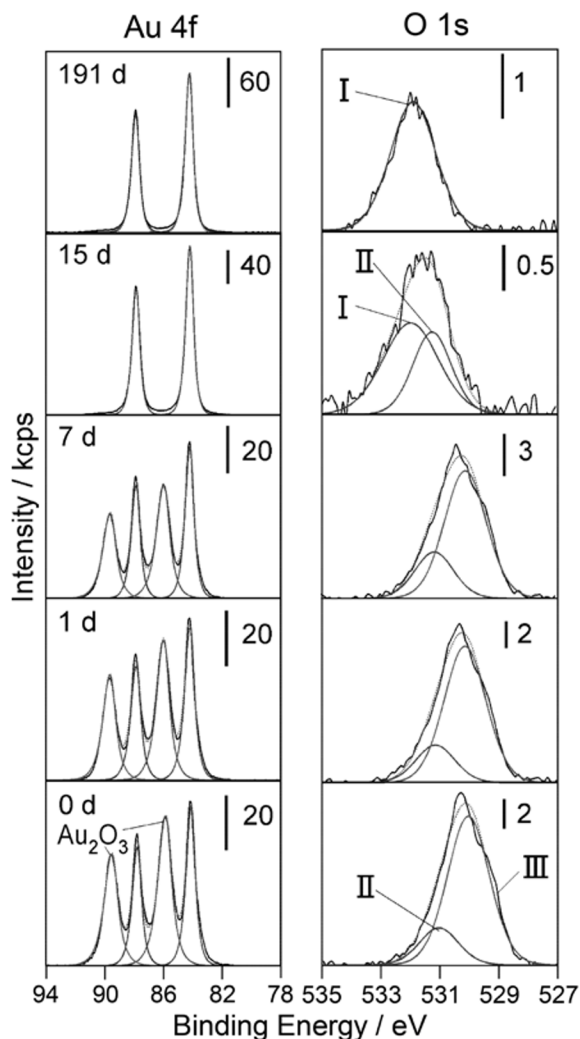 Au 4f
O 1s
191 d
60
I
1
15 d
40
II
I
0.5
7 d
20
3
1 d
20
2
0 d
Au2O3
20
II
III
2
94 90 86 82 78
535 533 531 529 527
Binding Energy / eV
Intensity / kcps